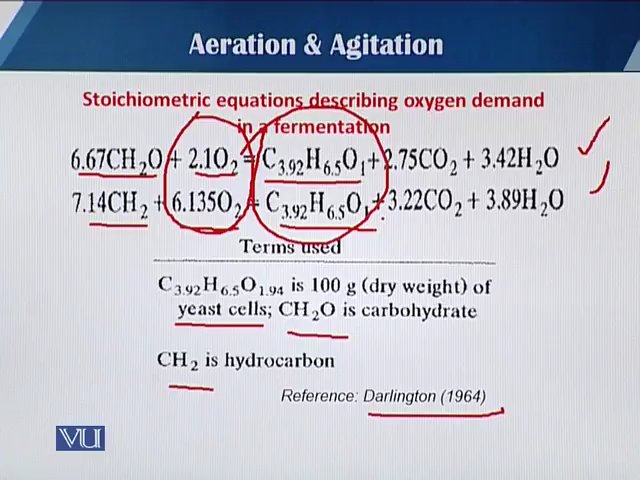 Aeration & Agitation
Stoichiometric equations describing oxygen demand
in a fermentation
6.67CH₂O + 2.1O₂ = C₃.₉₂H₆.₅O₁+2.75CO₂ + 3.42H₂O
7.14CH₂ + 6.135O₂ = C₃.₉₂H₆.₅O₁+3.22CO₂ + 3.89H₂O
Terms used
C₃.₉₂H₆.₅O₁.₉₄ is 100 g (dry weight) of
yeast cells; CH₂O is carbohydrate
CH₂ is hydrocarbon
Reference: Darlington (1964)
VU